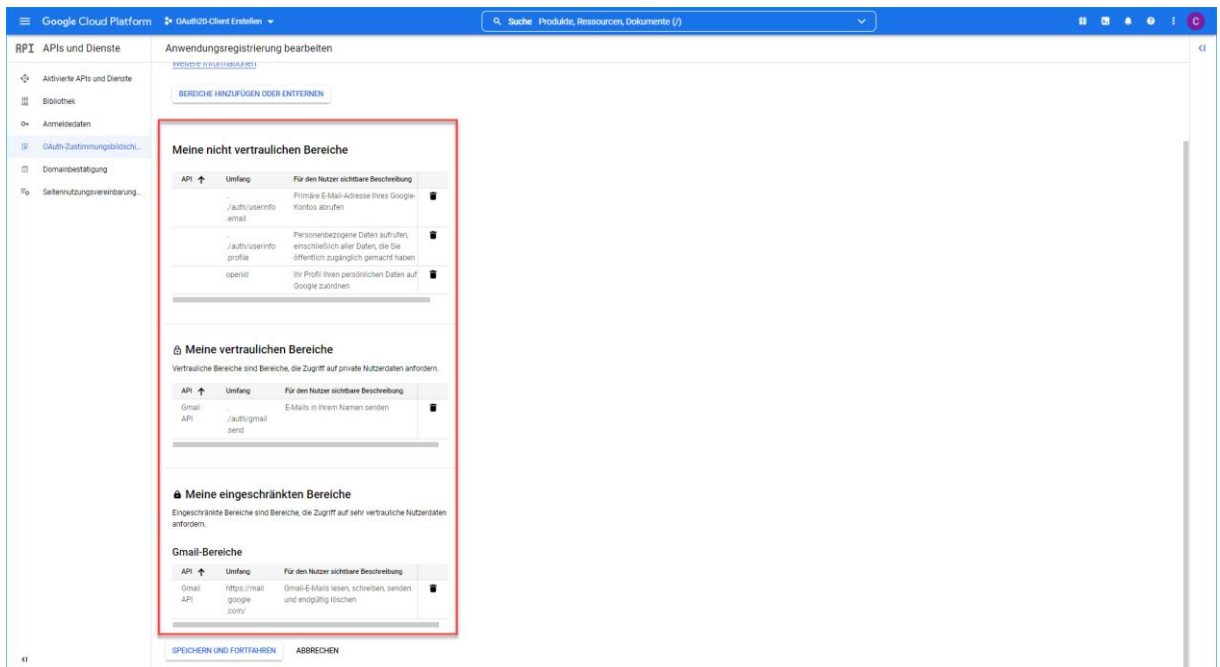 Google Cloud Platform
OAuth20-Client Erstellen
Suche Produkte, Ressourcen, Dokumente (/)
C
API APIs und Dienste
Anwendungsregistrierung bearbeiten
Weitere Informationen
Aktivierte APIs und Dienste
BEREICHE HINZUFÜGEN ODER ENTFERNEN
Bibliothek
Anmeldedaten
OAuth-Zustimmungsbildschi...
Domainbestätigung
Seitennutzungsvereinbarung...
Meine nicht vertraulichen Bereiche
API ↑ Umfang Für den Nutzer sichtbare Beschreibung
.. Primäre E-Mail-Adresse Ihres Google-
./auth/userinfo Kontos abrufen
.email
.. Personenbezogene Daten aufrufen,
./auth/userinfo einschließlich aller Daten, die Sie
.profile öffentlich zugänglich gemacht haben
openid Ihr Profil Ihren persönlichen Daten auf
Google zuordnen
Meine vertraulichen Bereiche
Vertrauliche Bereiche sind Bereiche, die Zugriff auf private Nutzerdaten anfordern.
API ↑ Umfang Für den Nutzer sichtbare Beschreibung
Gmail .. E-Mails in Ihrem Namen senden
API ./auth/gmail
.send
Meine eingeschränkten Bereiche
Eingeschränkte Bereiche sind Bereiche, die Zugriff auf sehr vertrauliche Nutzerdaten
anfordern.
Gmail-Bereiche
API ↑ Umfang Für den Nutzer sichtbare Beschreibung
Gmail https://mail Gmail-E-Mails lesen, schreiben, senden
API .google und endgültig löschen
.com/
SPEICHERN UND FORTFAHREN ABBRECHEN